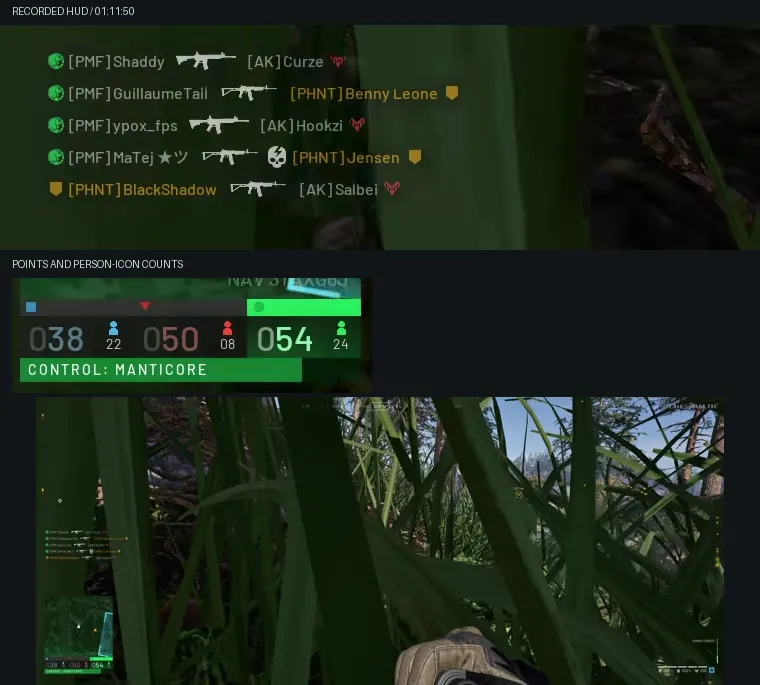 RECORDED HUD / 01:11:50
[PMF]Shaddy [AK]Curze
[PMF]GuillaumeTall [PHNT]Benny Leone
[PMF]ypox_fps [AK]Hookzi
[PMF]MaTej ★ツ [PHNT]Jensen
[PHNT]BlackShadow [AK]Salbei
POINTS AND PERSON-ICON COUNTS
038 22 050 08 054 24
CONTROL: MANTICORE